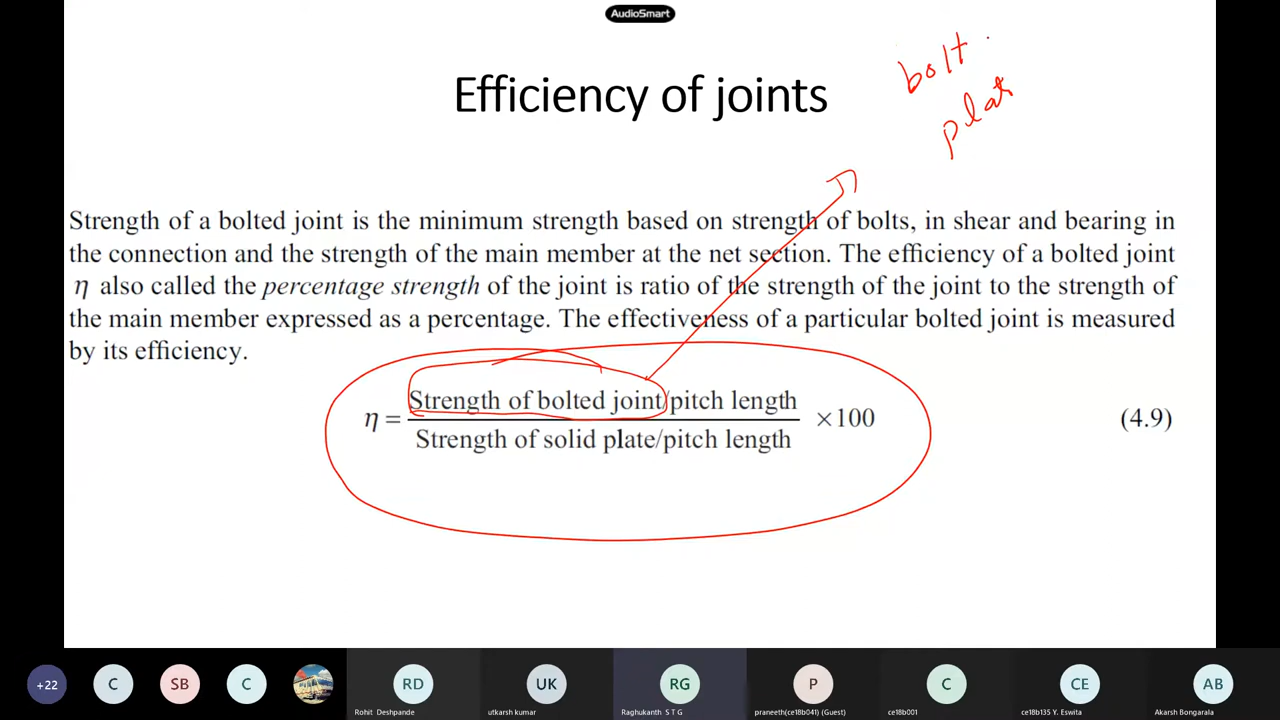 AudioSmart
bolt
Efficiency of joints
Strength of a bolted joint is the minimum strength based on strength of bolts, in shear and bearing in
the connection and the strength of the main member at the net section. The efficiency of a bolted joint
η also called the percentage strength of the joint is ratio of the strength of the joint to the strength of
the main member expressed as a percentage. The effectiveness of a particular bolted joint is measured
by its efficiency.
η = Strength of bolted joint/pitch length
Strength of solid plate/pitch length
×100
(4.9)
+22
C
SB
C
RD
UK
RG
P
C
CE
AB
Rohit Deshpande
utkarsh kumar
Raghukanth S T G
praneeth(ce18b041) (Guest)
ce18b001
ce18b135 Y. Eswita
Akarsh Bongarala